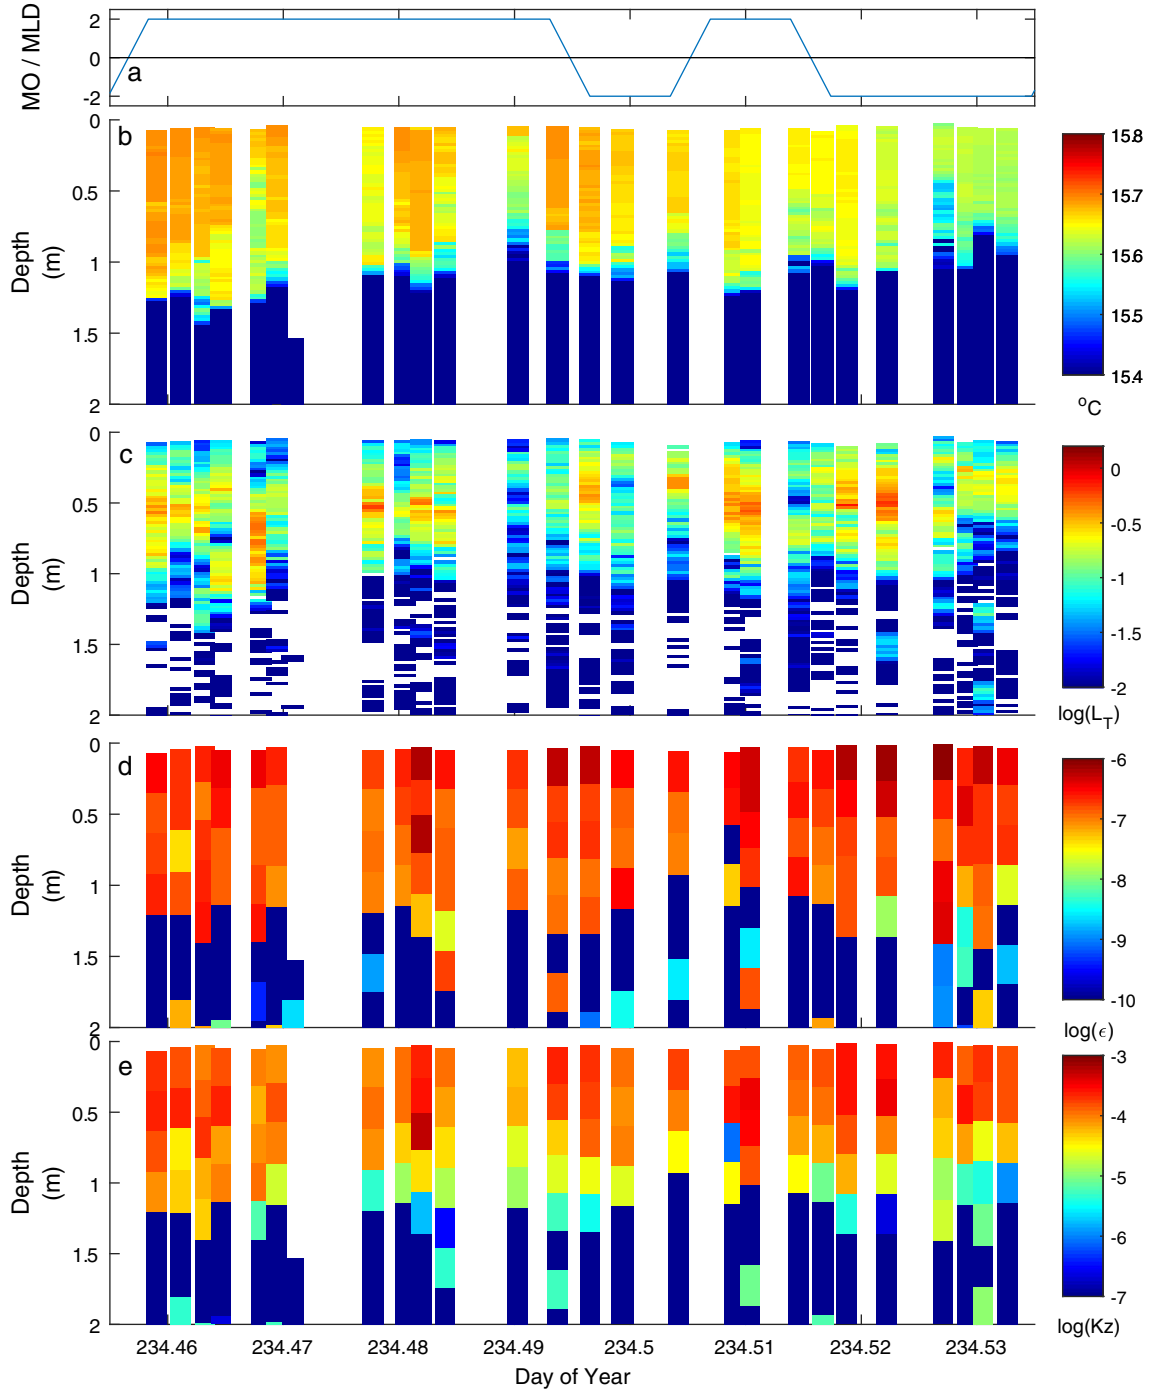 MO / MLD
2
0
-2
a
Depth
(m)
0
0.5
1
1.5
2
b
15.8
15.7
15.6
15.5
15.4
°C
Depth
(m)
0
0.5
1
1.5
2
c
0
-0.5
-1
-1.5
-2
log(L_T)
Depth
(m)
0
0.5
1
1.5
2
d
-6
-7
-8
-9
-10
log(ϵ)
Depth
(m)
0
0.5
1
1.5
2
e
-3
-4
-5
-6
-7
log(Kz)
234.46 234.47 234.48 234.49 234.5 234.51 234.52 234.53
Day of Year